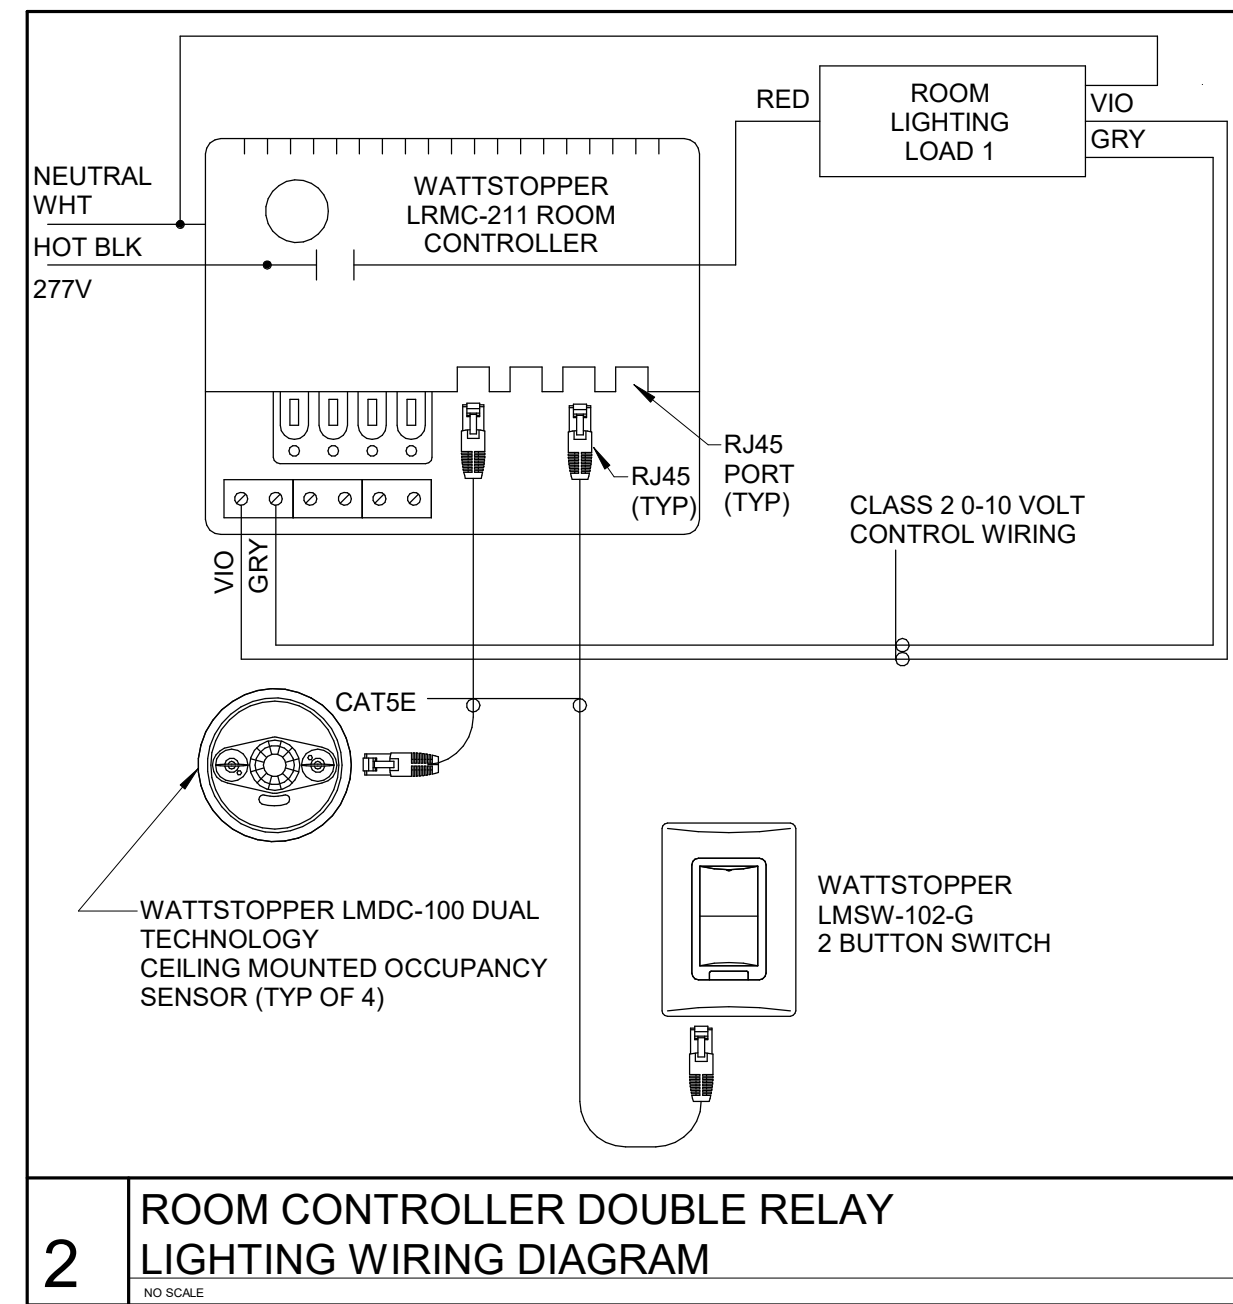 NEUTRAL
WHT
HOT BLK
277V
WATTSTOPPER
LRMC-211 ROOM
CONTROLLER
RED
ROOM
LIGHTING
LOAD 1
VIO
GRY
RJ45
(TYP)
RJ45
PORT
(TYP)
CLASS 2 0-10 VOLT
CONTROL WIRING
VIO
GRY
CAT5E
WATTSTOPPER LMDC-100 DUAL
TECHNOLOGY
CEILING MOUNTED OCCUPANCY
SENSOR (TYP OF 4)
WATTSTOPPER
LMSW-102-G
2 BUTTON SWITCH
2
ROOM CONTROLLER DOUBLE RELAY
LIGHTING WIRING DIAGRAM
NO SCALE